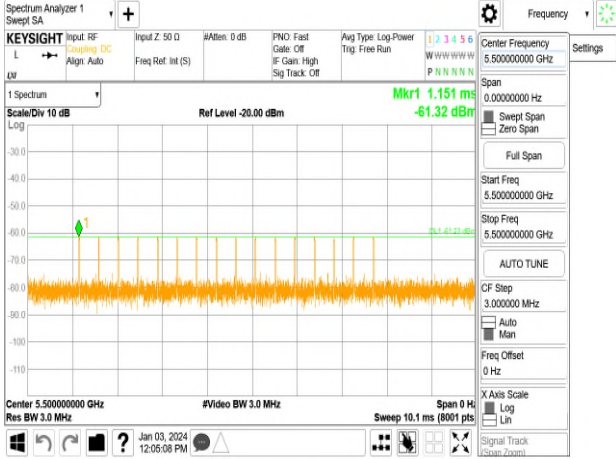 Spectrum Analyzer 1
Swept SA
Frequency
KEYSIGHT
L
Input: RF
Coupling: DC
Align: Auto
Input Z: 50 Ω
Freq Ref: Int (S)
#Atten: 0 dB
PNO: Fast
Gate: Off
IF Gain: High
Sig Track: Off
Avg Type: Log-Power
Trig: Free Run
1 2 3 4 5 6
W W W W W W
P N N N N N
1 Spectrum
Mkr1 1.151 ms
-61.32 dBm
Scale/Div 10 dB
Ref Level -20.00 dBm
Log
-30.0
-40.0
-50.0
-60.0
-70.0
-80.0
-90.0
-100
-110
1
Center 5.500000000 GHz
#Video BW 3.0 MHz
Span 0 Hz
Res BW 3.0 MHz
Sweep 10.1 ms (8001 pts
Jan 03, 2024
12:05:08 PM
?
Center Frequency
5.500000000 GHz
Settings
Span
0.00000000 Hz
Swept Span
Zero Span
Full Span
Start Freq
5.500000000 GHz
Stop Freq
5.500000000 GHz
AUTO TUNE
CF Step
3.000000 MHz
Auto
Man
Freq Offset
0 Hz
X Axis Scale
Log
Lin
Signal Track
(Span Zoom)